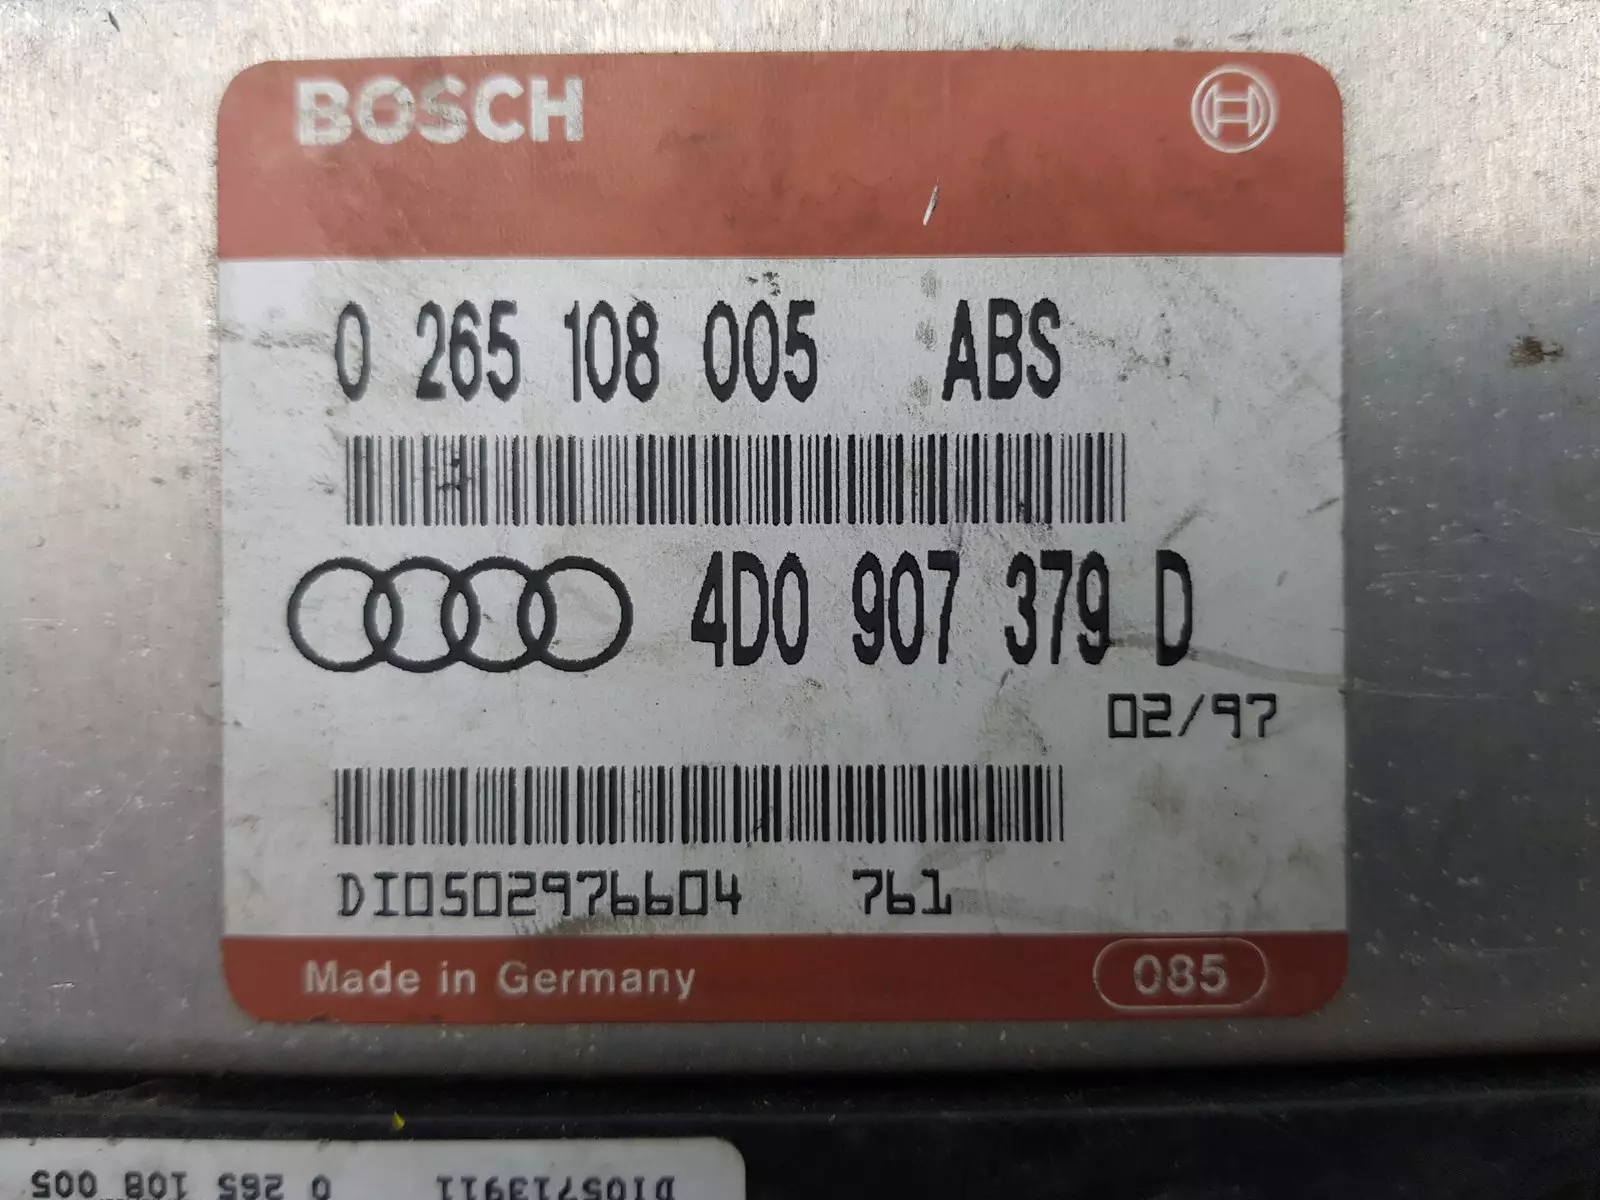 BOSCH
0 265 108 005 ABS
4D0 907 379 D
02/97
DI0502976604 761
Made in Germany 085
DI05713911 0 265 108 005